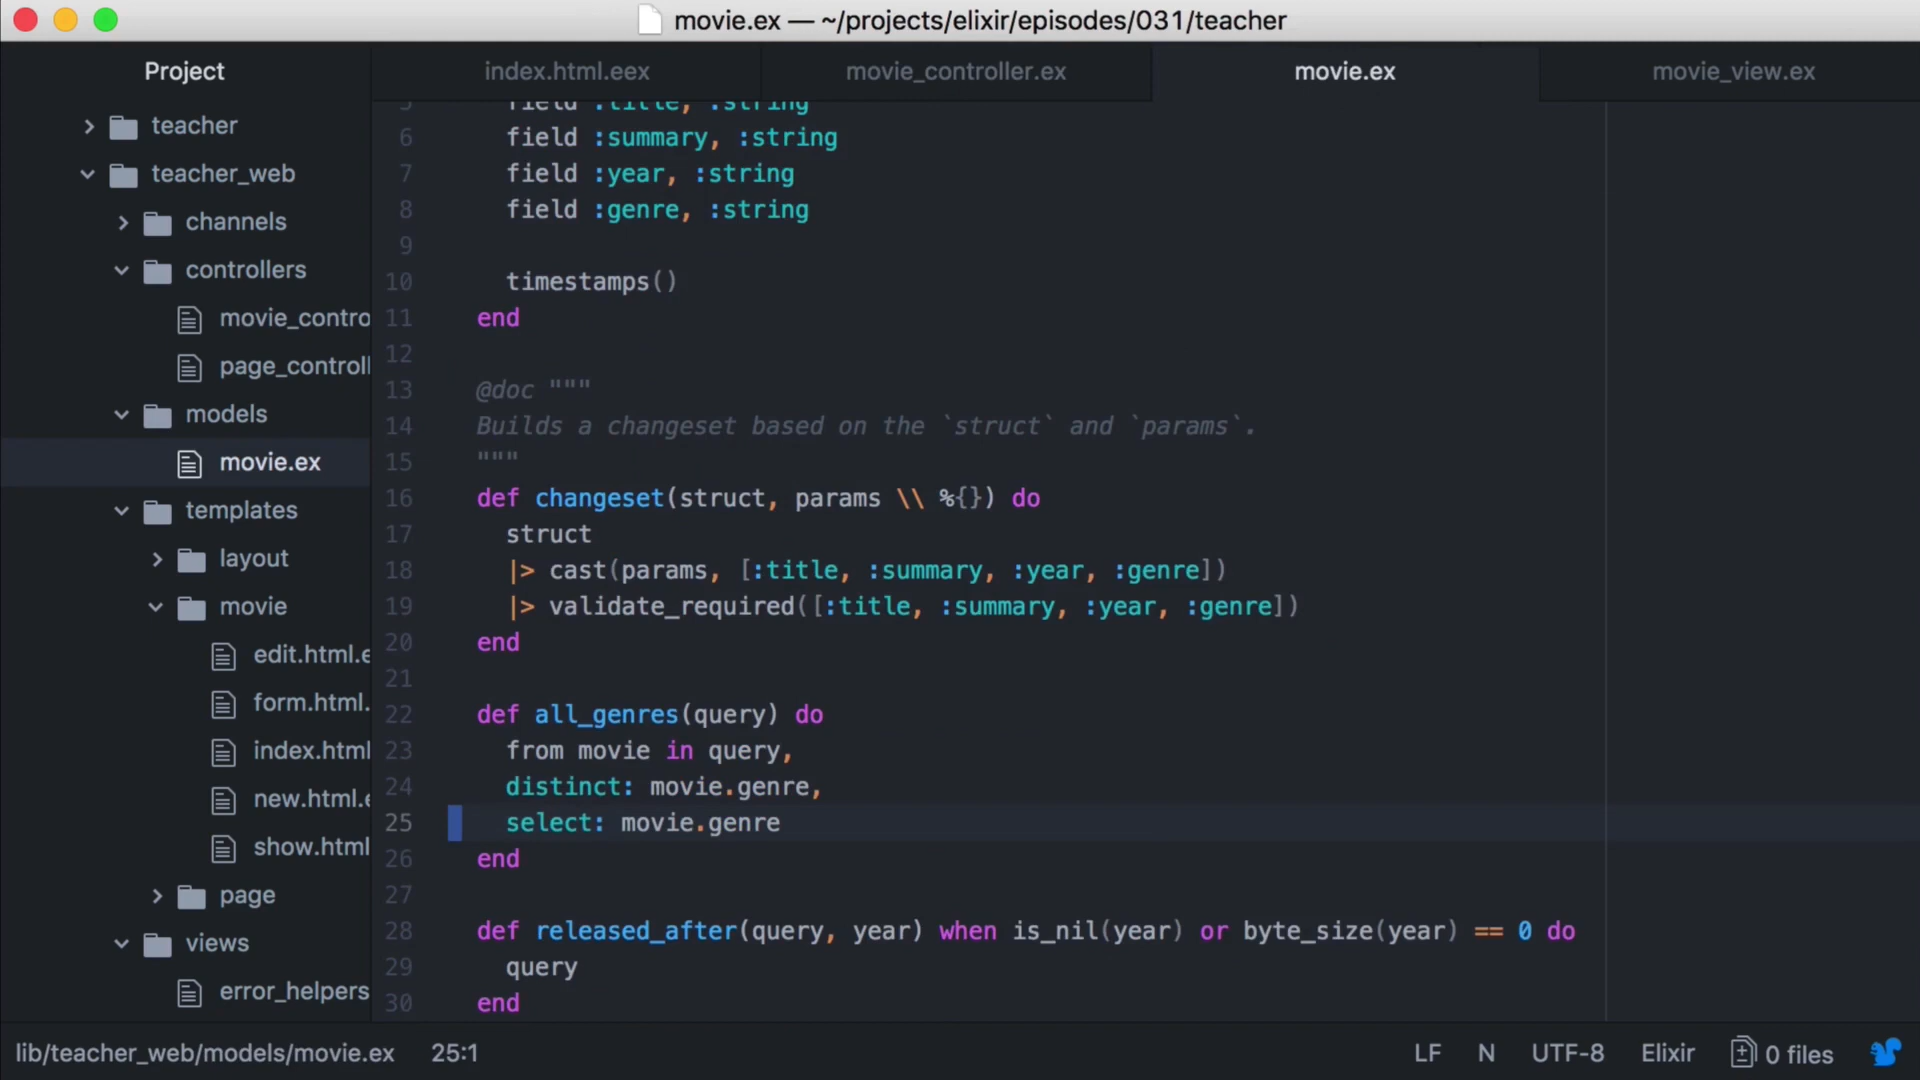 movie.ex — ~/projects/elixir/episodes/031/teacher
Project
teacher
teacher_web
channels
controllers
movie_contro
page_controll
models
movie.ex
templates
layout
movie
edit.html.e
form.html.
index.html
new.html.e
show.html
page
views
error_helpers
index.html.eex movie_controller.ex movie.ex movie_view.ex
5 field :title, :string
6 field :summary, :string
7 field :year, :string
8 field :genre, :string
9
10 timestamps()
11 end
12
13 @doc """
14 Builds a changeset based on the `struct` and `params`.
15 """
16 def changeset(struct, params \\ %{}) do
17 struct
18 |> cast(params, [:title, :summary, :year, :genre])
19 |> validate_required([:title, :summary, :year, :genre])
20 end
21
22 def all_genres(query) do
23 from movie in query,
24 distinct: movie.genre,
25 select: movie.genre
26 end
27
28 def released_after(query, year) when is_nil(year) or byte_size(year) == 0 do
29 query
30 end
lib/teacher_web/models/movie.ex 25:1 LF N UTF-8 Elixir 0 files